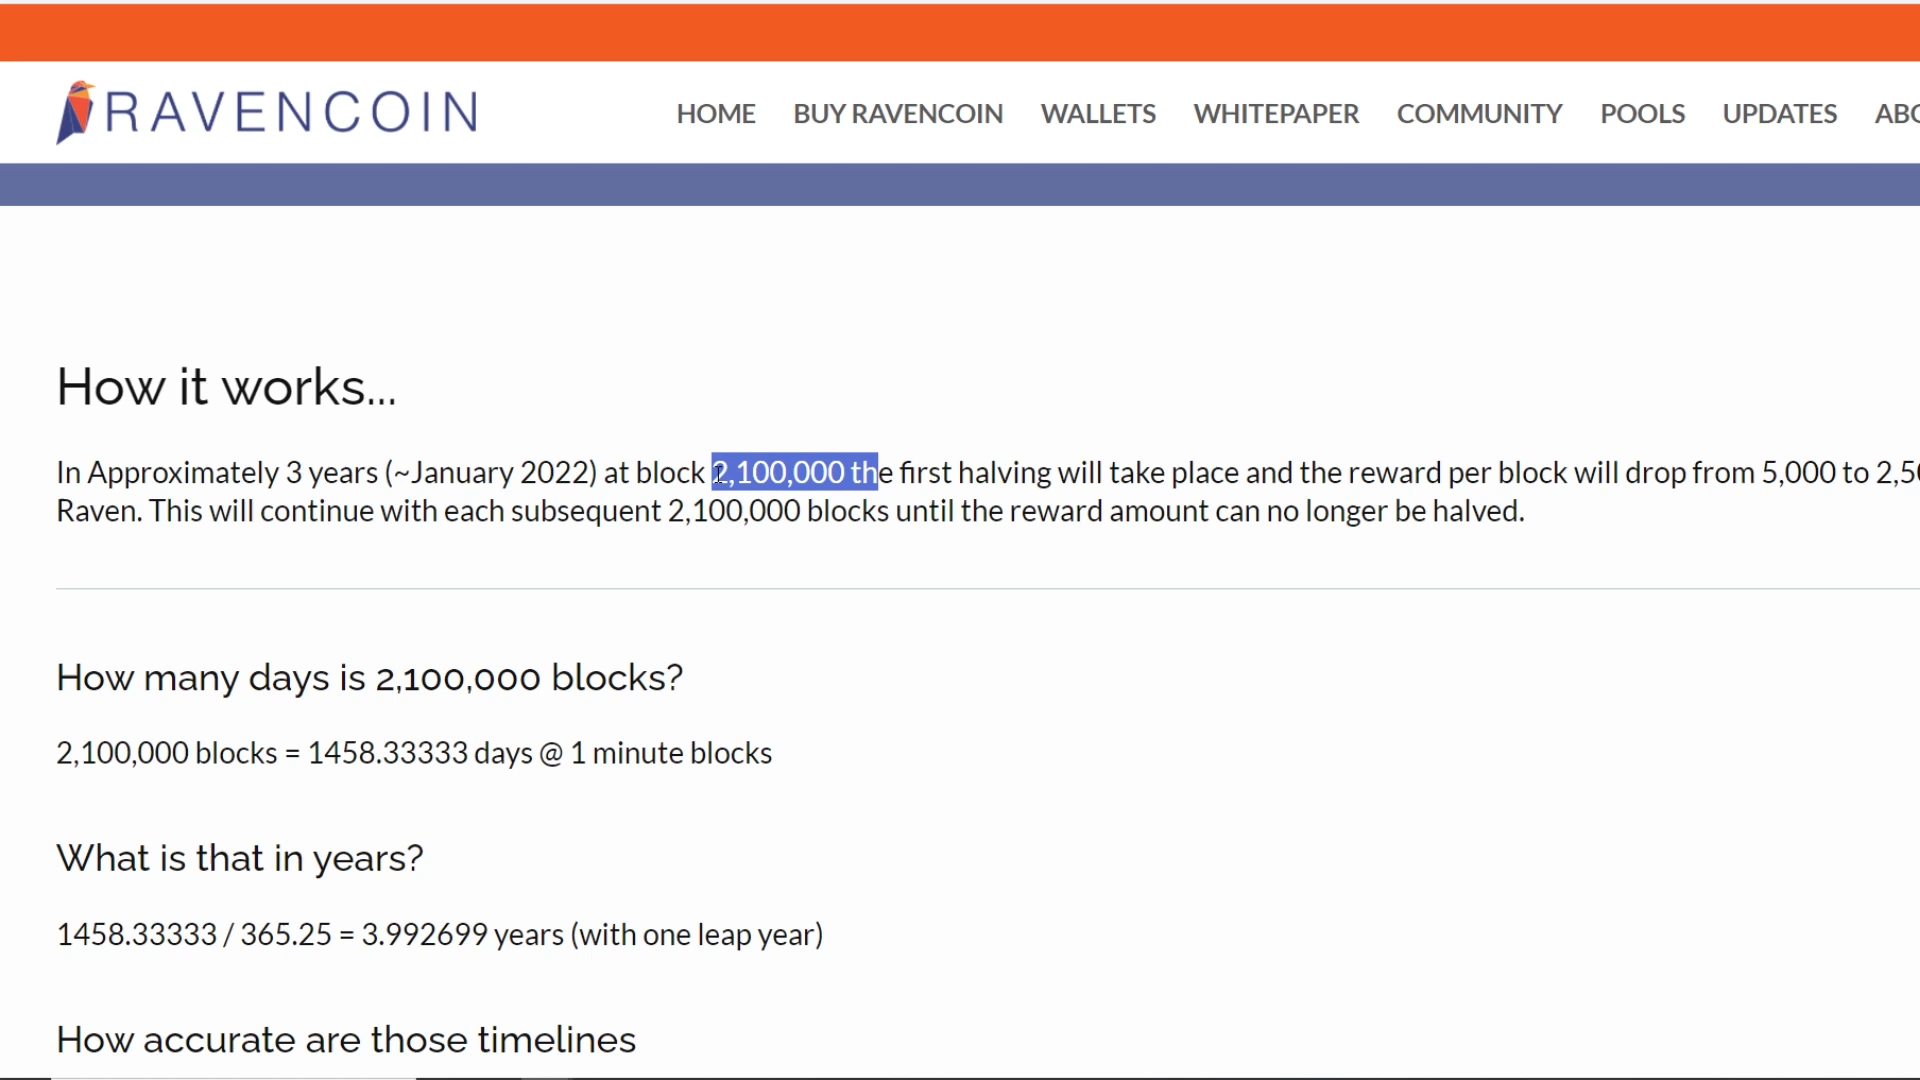 RAVENCOIN
HOME BUY RAVENCOIN WALLETS WHITEPAPER COMMUNITY POOLS UPDATES
How it works...
In Approximately 3 years (~January 2022) at block 2,100,000 the first halving will take place and the reward per block will drop from 5,000 to
Raven. This will continue with each subsequent 2,100,000 blocks until the reward amount can no longer be halved.
How many days is 2,100,000 blocks?
2,100,000 blocks = 1458.33333 days @ 1 minute blocks
What is that in years?
1458.33333 / 365.25 = 3.992699 years (with one leap year)
How accurate are those timelines